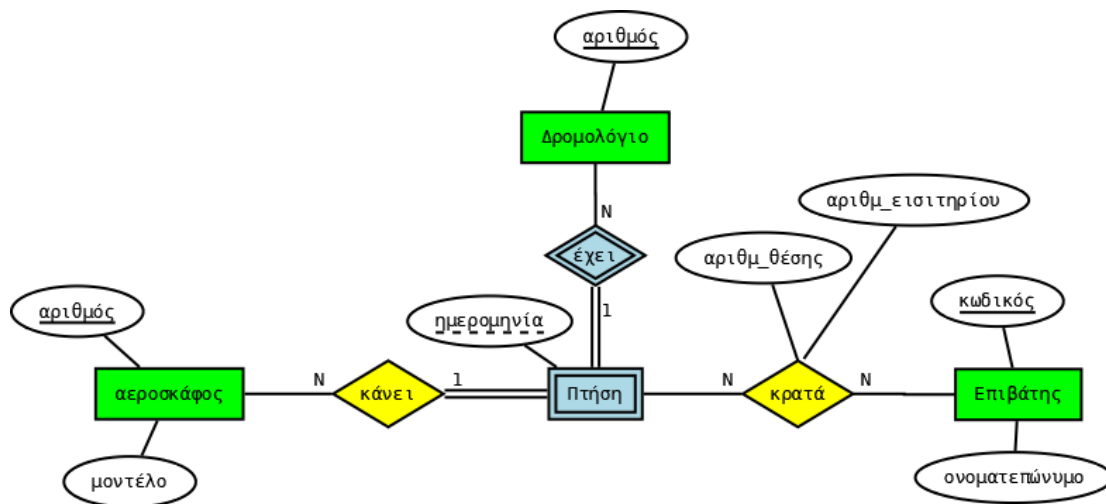 αριθμός
Δρομολόγιο
N
αριθμ_εισιτηρίου
έχει
αριθμ_θέσης
αριθμός
ημερομηνία
1
κωδικός
αεροσκάφος
N
κάνει
1
Πτήση
N
κρατά
N
Επιβάτης
μοντέλο
ονοματεπώνυμο